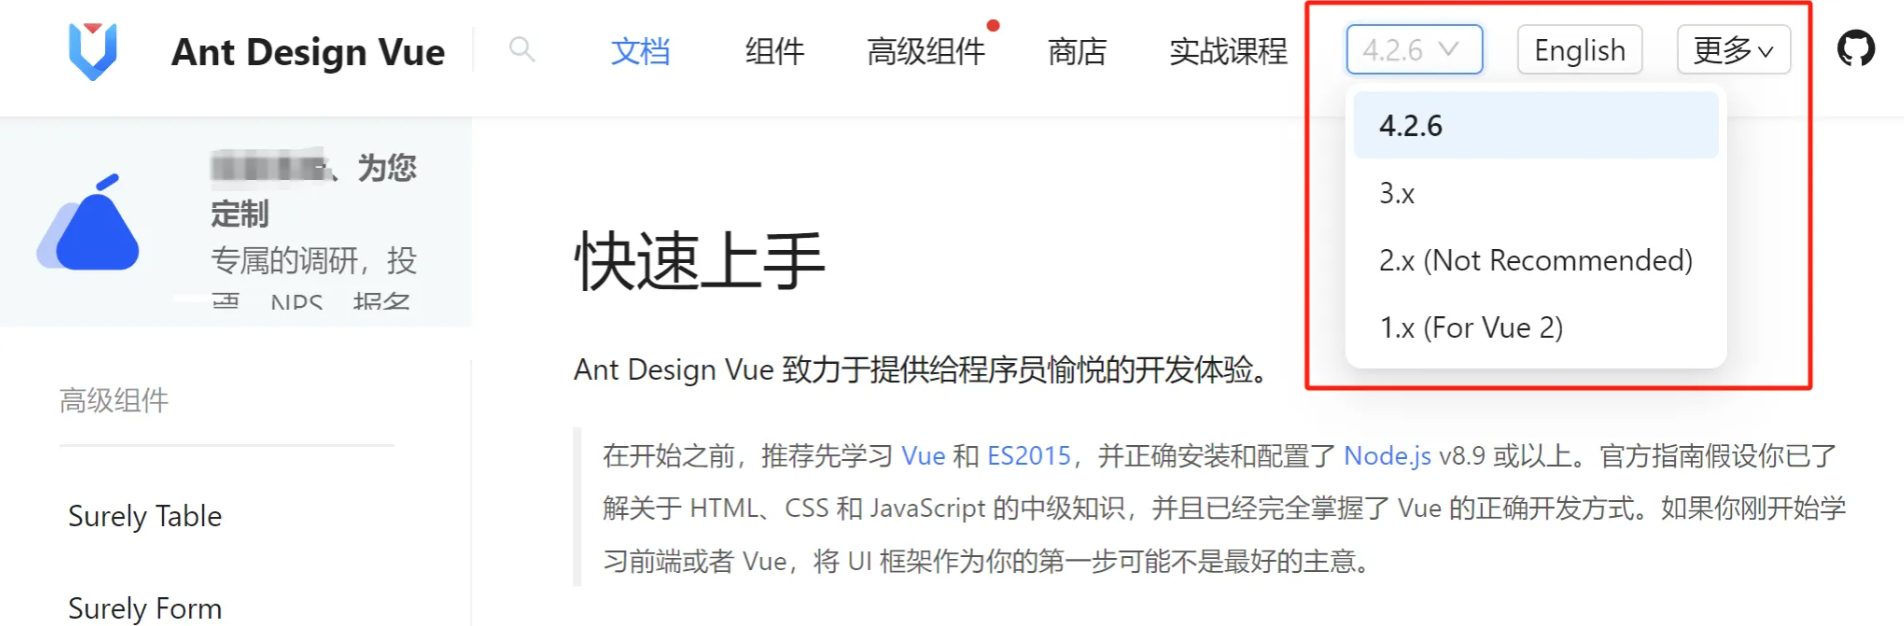 Ant Design Vue
文档
组件
高级组件
商店
实战课程
4.2.6
English
更多
4.2.6
3.x
2.x (Not Recommended)
1.x (For Vue 2)
、为您
定制
专属的调研，投
票、NPS、报名
高级组件
Surely Table
Surely Form
快速上手
Ant Design Vue 致力于提供给程序员愉悦的开发体验。
在开始之前，推荐先学习 Vue 和 ES2015，并正确安装和配置了 Node.js v8.9 或以上。官方指南假设你已了
解关于 HTML、CSS 和 JavaScript 的中级知识，并且已经完全掌握了 Vue 的正确开发方式。如果你刚开始学
习前端或者 Vue，将 UI 框架作为你的第一步可能不是最好的主意。